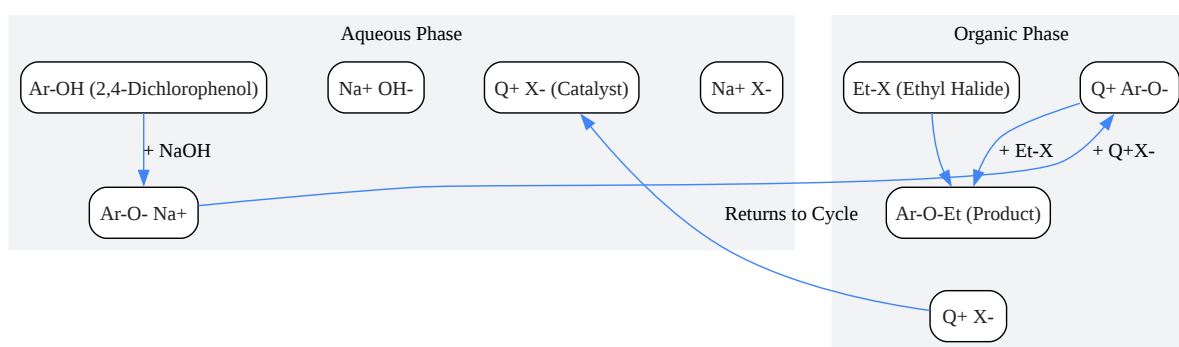 Aqueous Phase
Organic Phase
Ar-OH (2,4-Dichlorophenol)
Na+ OH-
Q+ X- (Catalyst)
Na+ X-
Et-X (Ethyl Halide)
Q+ Ar-O-
+ NaOH
+ Et-X
+ Q+X-
Ar-O- Na+
Returns to Cycle
Ar-O-Et (Product)
Q+ X-